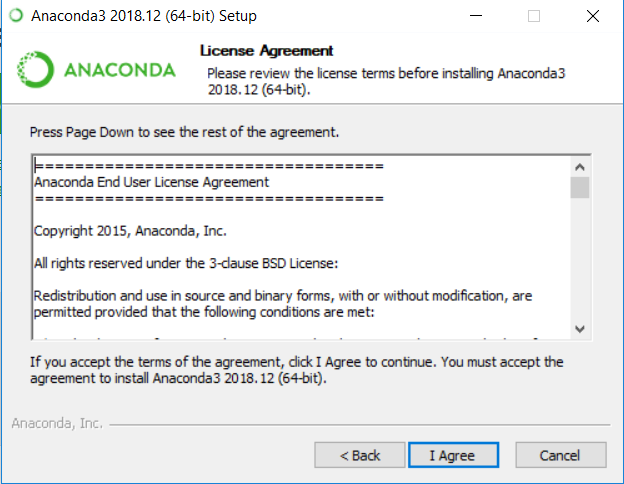 Anaconda3 2018.12 (64-bit) Setup
License Agreement
ANACONDA
Please review the license terms before installing Anaconda3
2018.12 (64-bit).
Press Page Down to see the rest of the agreement.
===================================
Anaconda End User License Agreement
===================================
Copyright 2015, Anaconda, Inc.
All rights reserved under the 3-clause BSD License:
Redistribution and use in source and binary forms, with or without modification, are
permitted provided that the following conditions are met:
If you accept the terms of the agreement, click I Agree to continue. You must accept the
agreement to install Anaconda3 2018.12 (64-bit).
Anaconda, Inc.
< Back
I Agree
Cancel